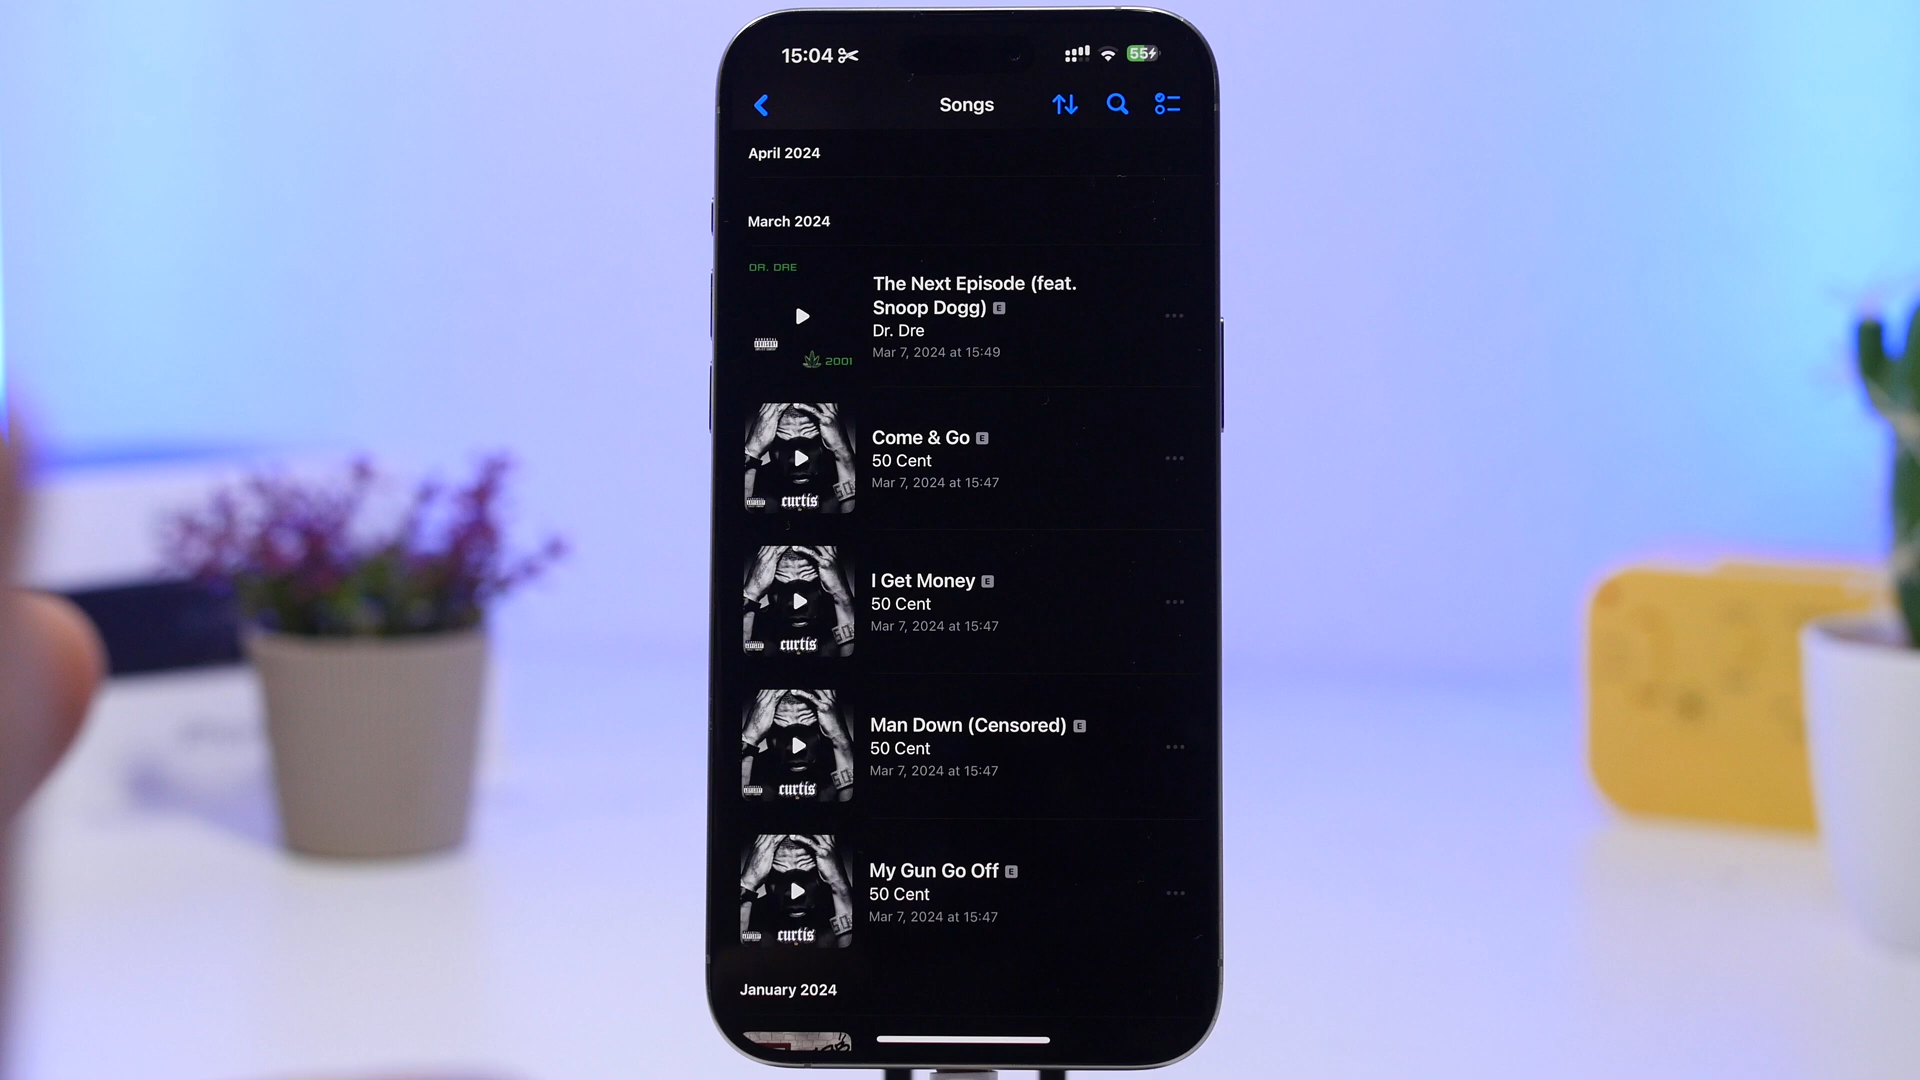 15:04
55
Songs
April 2024
March 2024
DR. DRE
2001
The Next Episode (feat.
Snoop Dogg) E
Dr. Dre
Mar 7, 2024 at 15:49
curtis
Come & Go E
50 Cent
Mar 7, 2024 at 15:47
curtis
I Get Money E
50 Cent
Mar 7, 2024 at 15:47
curtis
Man Down (Censored) E
50 Cent
Mar 7, 2024 at 15:47
curtis
My Gun Go Off E
50 Cent
Mar 7, 2024 at 15:47
January 2024